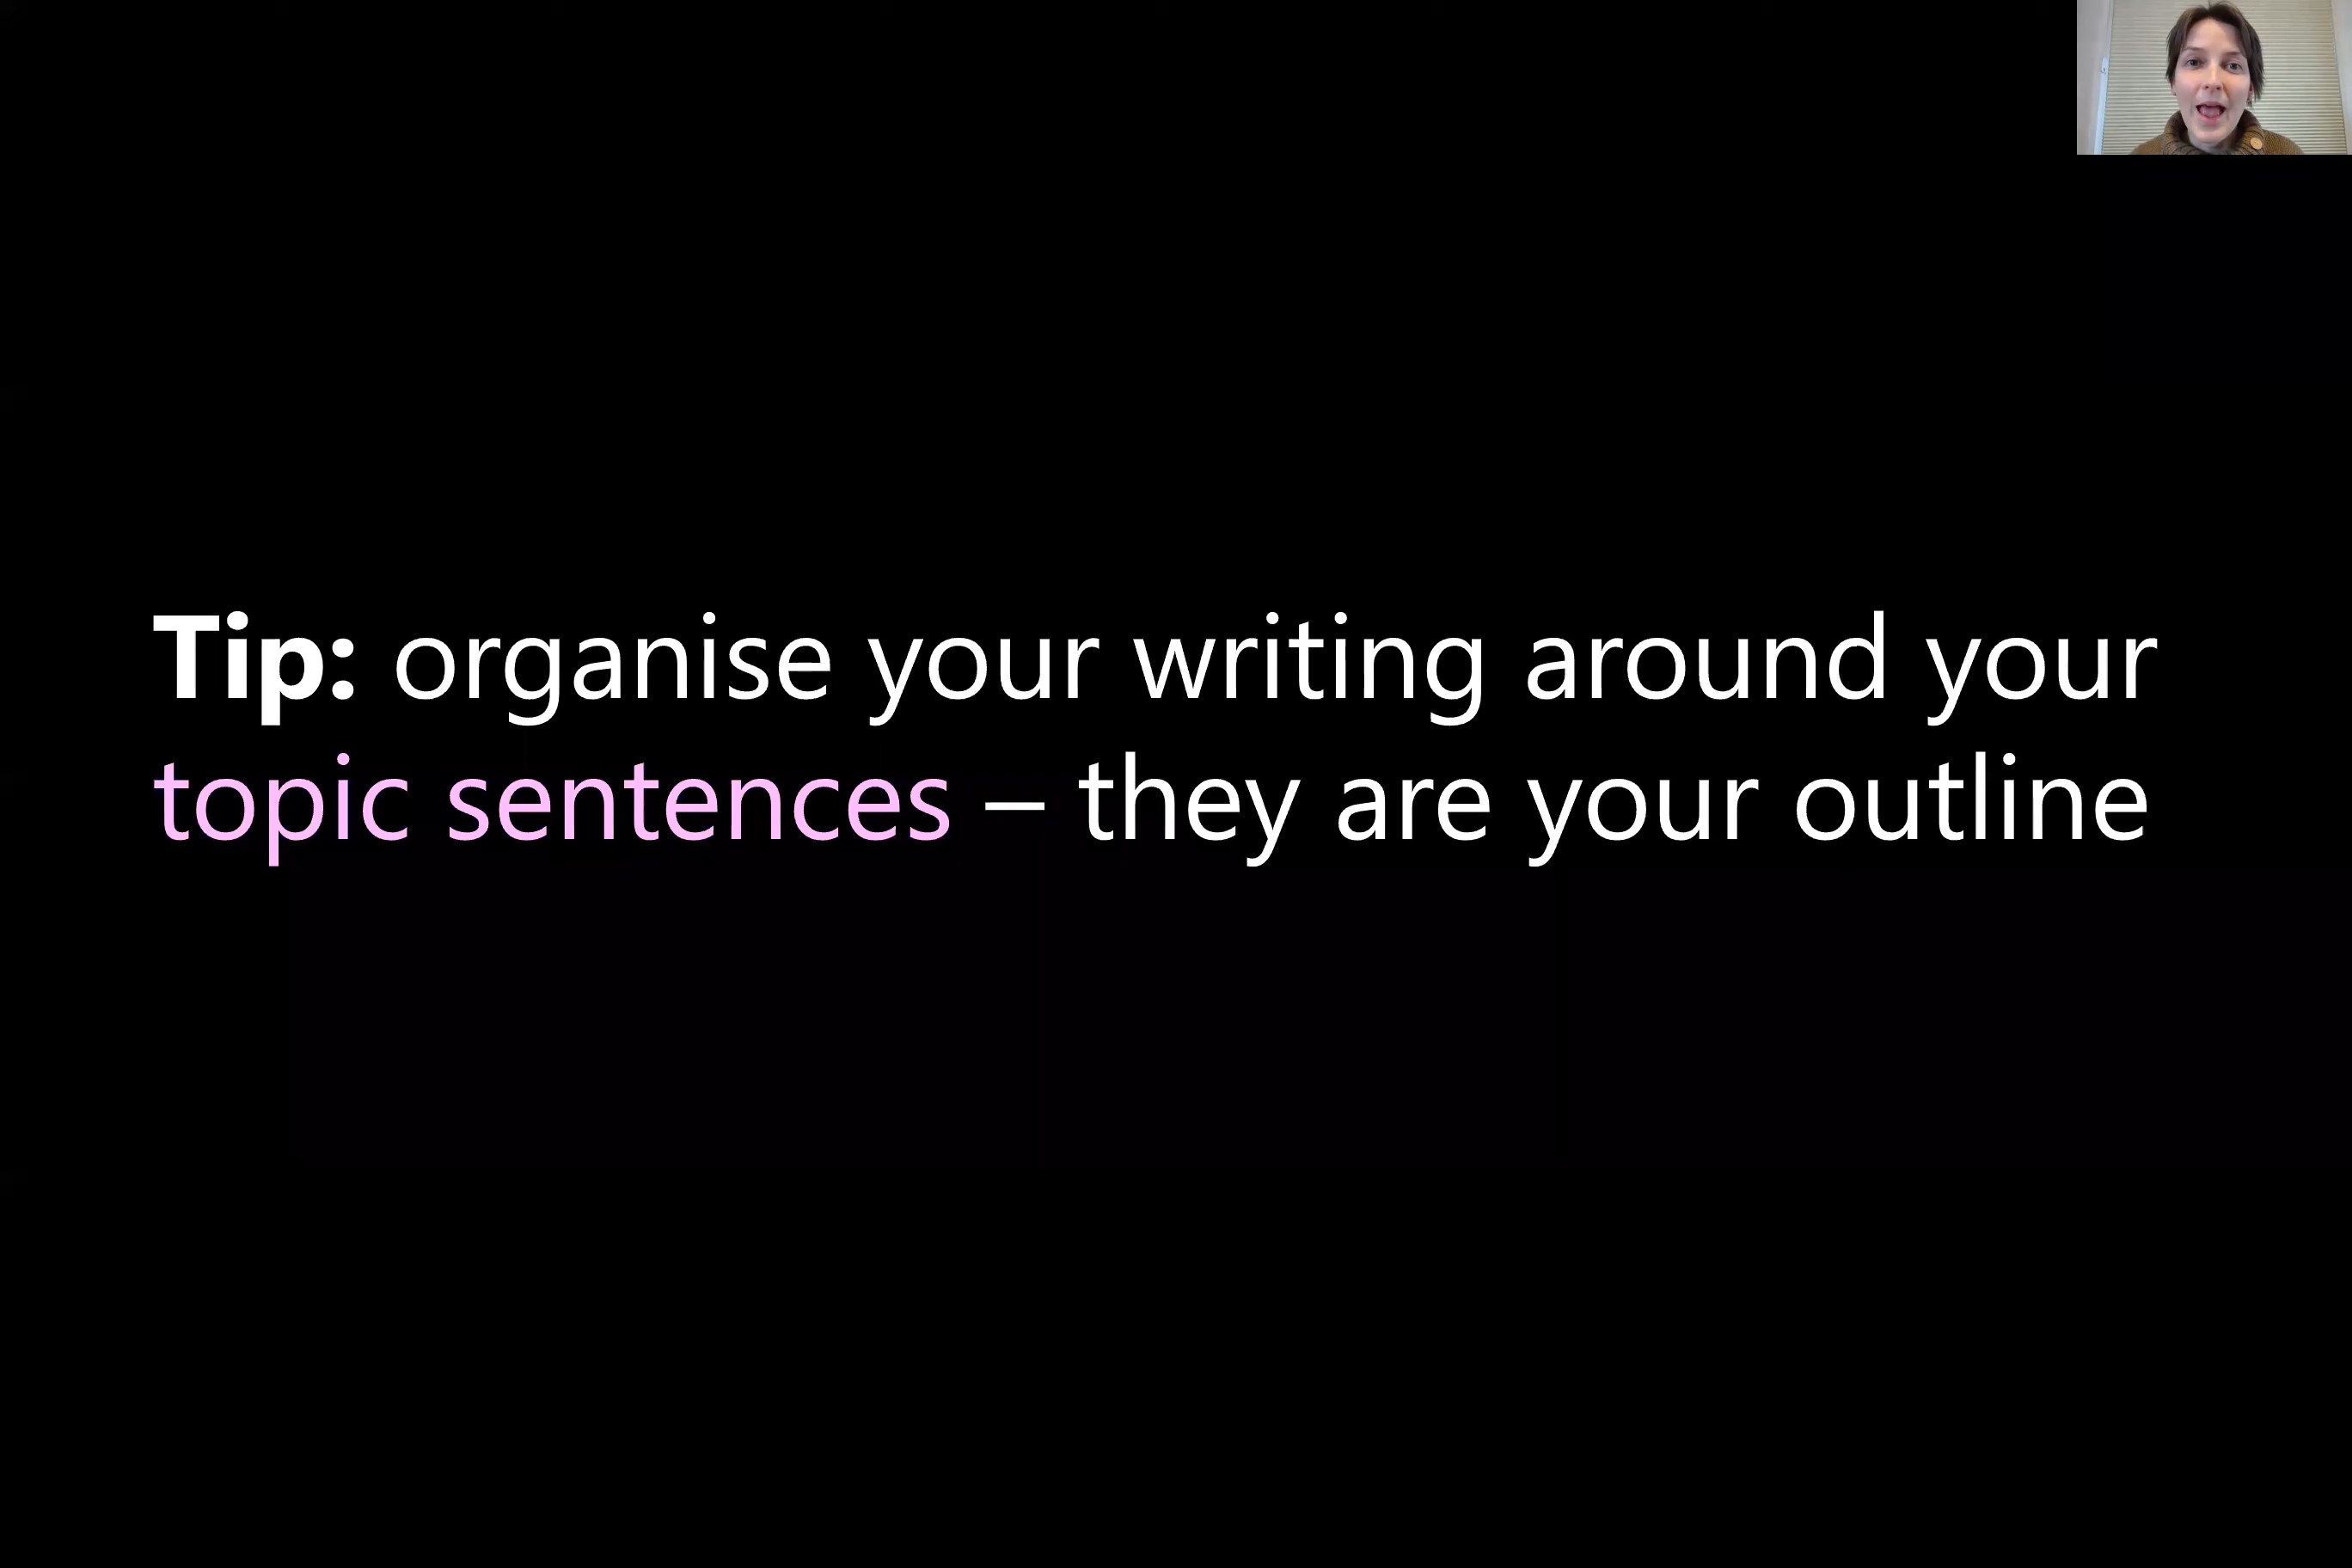 Tip: organise your writing around your
topic sentences – they are your outline